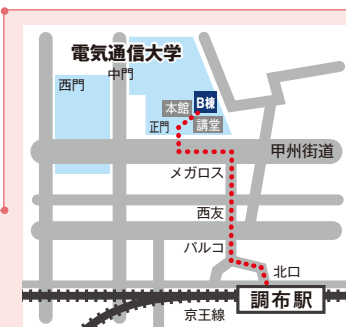 電気通信大学
中門
西門
本館
B棟
正門
講堂
甲州街道
メガロス
西友
パルコ
北口
調布駅
京王線